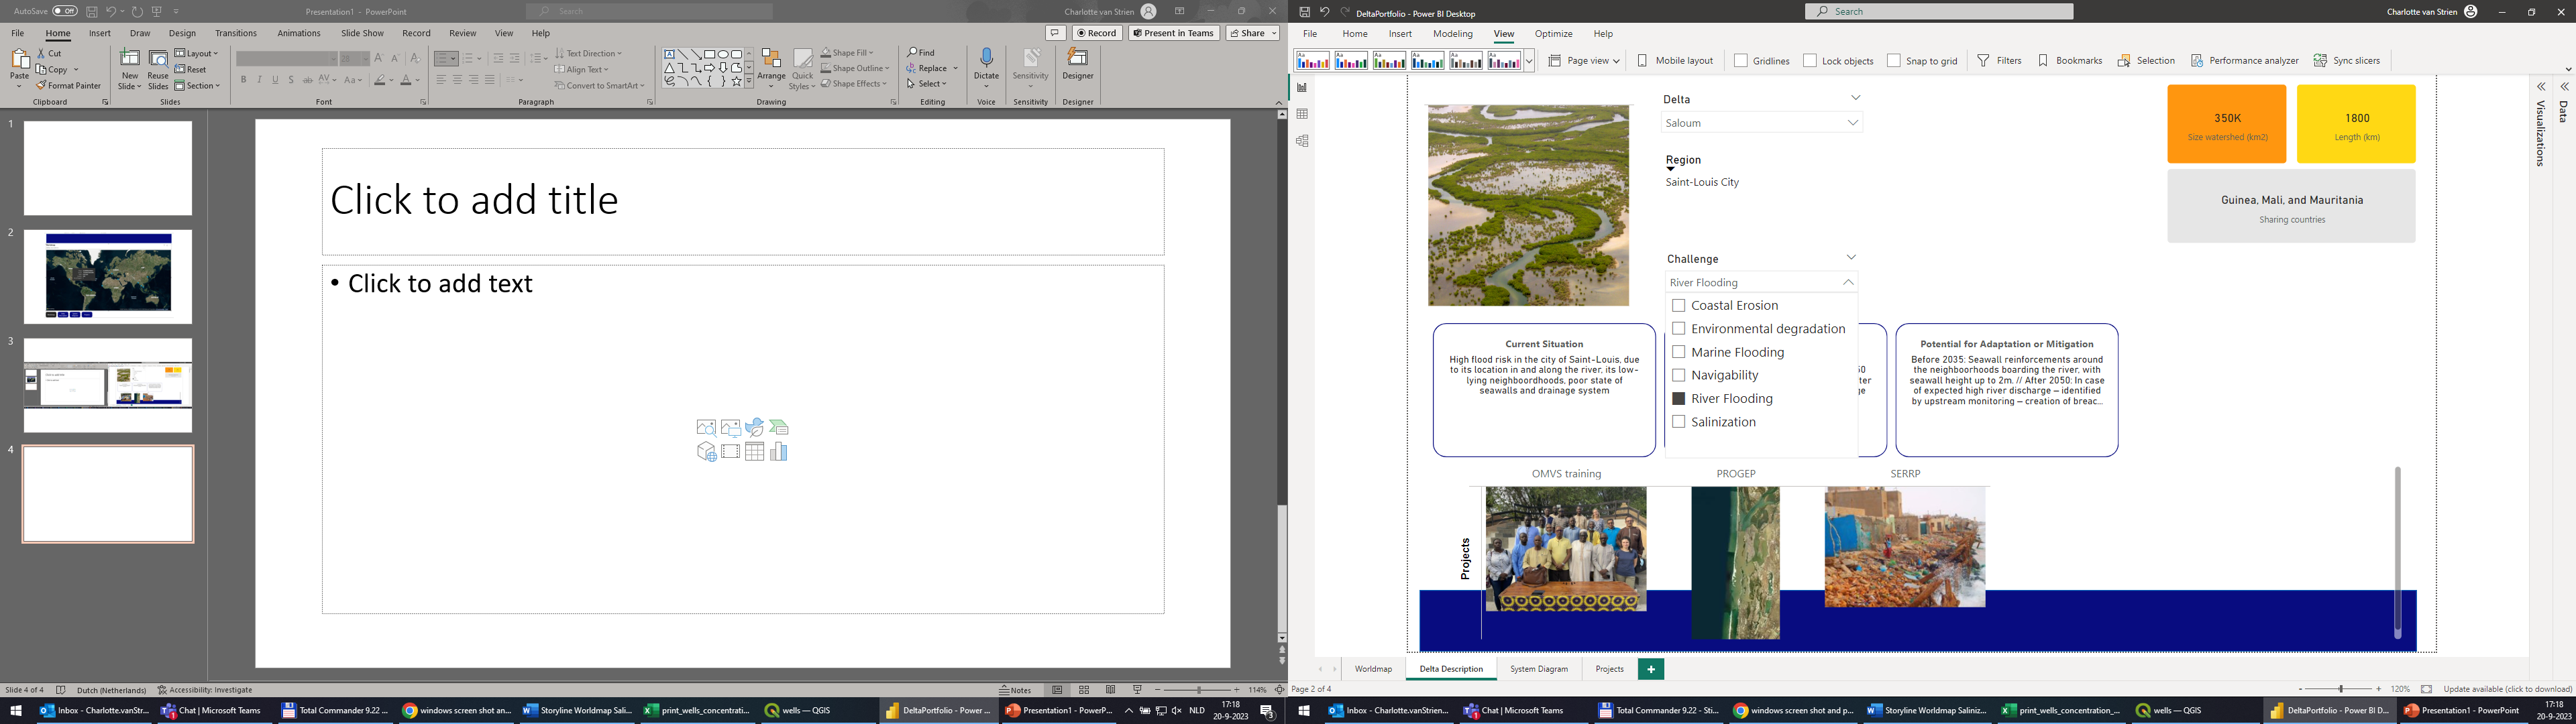 AutoSave Off
Presentation1 - PowerPoint
Search
Charlotte van Strien
File Home Insert Draw Design Transitions Animations Slide Show Record Review View Help
Record
Present in Teams
Share
Paste
Cut
Copy
Format Painter
Clipboard
New Slide
Reuse Slides
Layout
Reset
Section
Slides
Font
Text Direction
Align Text
Convert to SmartArt
Paragraph
Arrange
Quick Styles
Shape Fill
Shape Outline
Shape Effects
Drawing
Find
Replace
Select
Editing
Dictate
Voice
Sensitivity
Sensitivity
Designer
Designer
1
2
3
4
Click to add title
• Click to add text
Slide 4 of 4
Dutch (Netherlands)
Accessibility: Investigate
Notes
114%
Inbox - Charlotte.vanStr...
Chat | Microsoft Teams
Total Commander 9.22 ...
windows screen shot an...
Storyline Worldmap Sali...
print_wells_concentrati...
wells — QGIS
DeltaPortfolio - Power ...
Presentation1 - PowerP...
NLD
17:18
20-9-2023
DeltaPortfolio - Power BI Desktop
Search
Charlotte van Strien
File Home Insert Modeling View Optimize Help
Page view
Mobile layout
Gridlines
Lock objects
Snap to grid
Filters
Bookmarks
Selection
Performance analyzer
Sync slicers
Delta
Saloum
Region
Saint-Louis City
350K
Size watershed (km2)
1800
Length (km)
Guinea, Mali, and Mauritania
Sharing countries
Visualizations
Data
Challenge
River Flooding
Coastal Erosion
Environmental degradation
Marine Flooding
Navigability
River Flooding
Salinization
Current Situation
High flood risk in the city of Saint-Louis, due
to its location in and along the river, its low-
lying neighboordhoods, poor state of
seawalls and drainage system
Potential for Adaptation or Mitigation
Before 2035: Seawall reinforcements around
the neighboorhoods boarding the river, with
seawall height up to 2m. // After 2050: In case
of expected high river discharge – identified
by upstream monitoring – creation of breac...
OMVS training
PROGEP
SERRP
Projects
Worldmap
Delta Description
System Diagram
Projects
Page 2 of 4
120%
Update available (click to download)
Inbox - Charlotte.vanStrien...
Chat | Microsoft Teams
Total Commander 9.22 - Sti...
windows screen shot and p...
Storyline Worldmap Saliniz...
print_wells_concentration_...
wells — QGIS
DeltaPortfolio - Power BI D...
Presentation1 - PowerPoint
17:18
20-9-2023